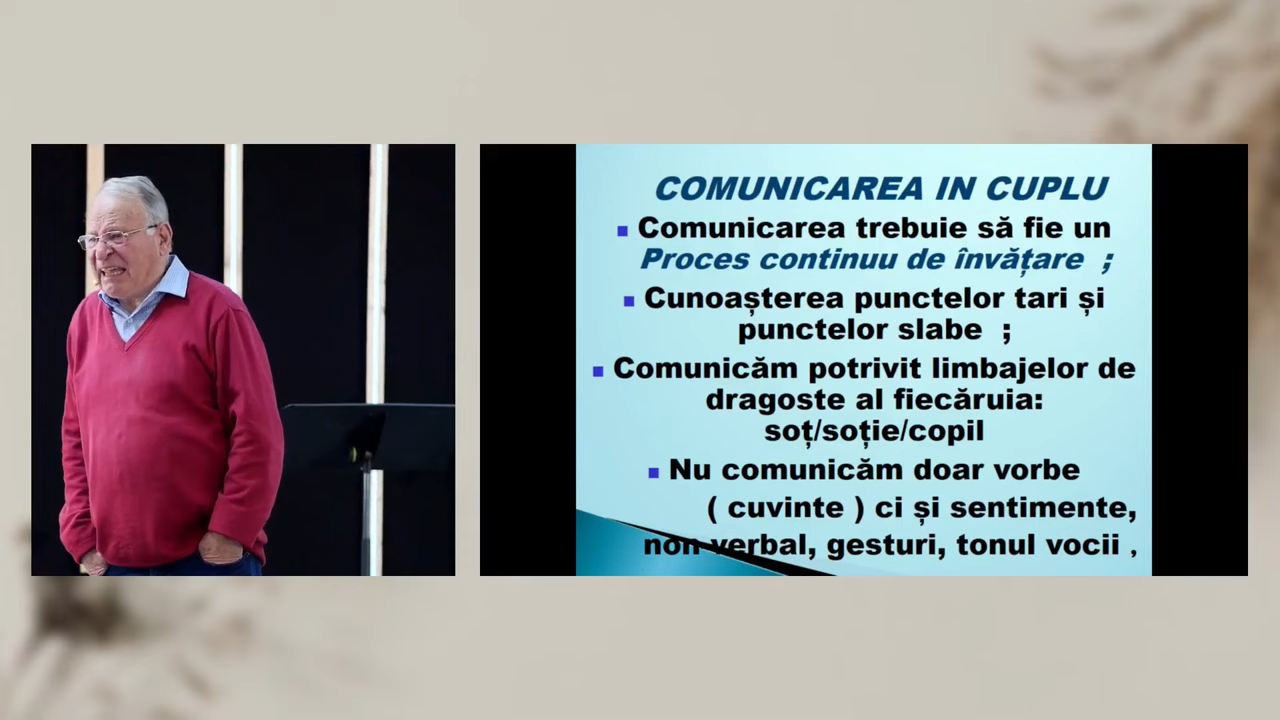 COMUNICAREA IN CUPLU
▪ Comunicarea trebuie să fie un
Proces continuu de învățare ;
▪ Cunoașterea punctelor tari și
punctelor slabe ;
▪ Comunicăm potrivit limbajelor de
dragoste al fiecăruia:
soț/soție/copil
▪ Nu comunicăm doar vorbe
( cuvinte ) ci și sentimente,
non verbal, gesturi, tonul vocii ,